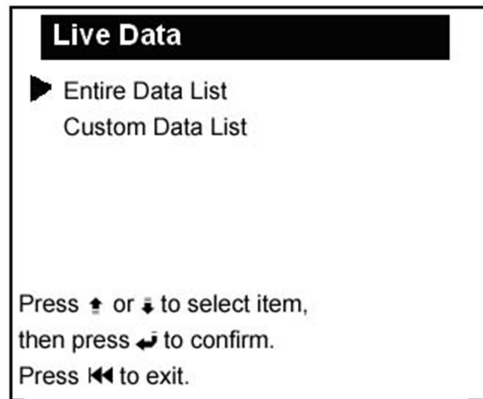 Live Data
Entire Data List
Custom Data List
Press ⬆ or ⬇ to select item,
then press ↵ to confirm.
Press ⏮ to exit.